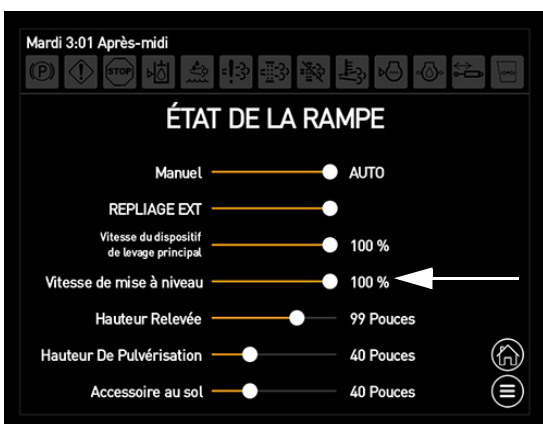 Mardi 3:01 Après-midi
STOP
ÉTAT DE LA RAMPE
Manuel AUTO
REPLIAGE EXT
Vitesse du dispositif
de levage principal 100 %
Vitesse de mise à niveau 100 %
Hauteur Relevée 99 Pouces
Hauteur De Pulvérisation 40 Pouces
Accessoire au sol 40 Pouces